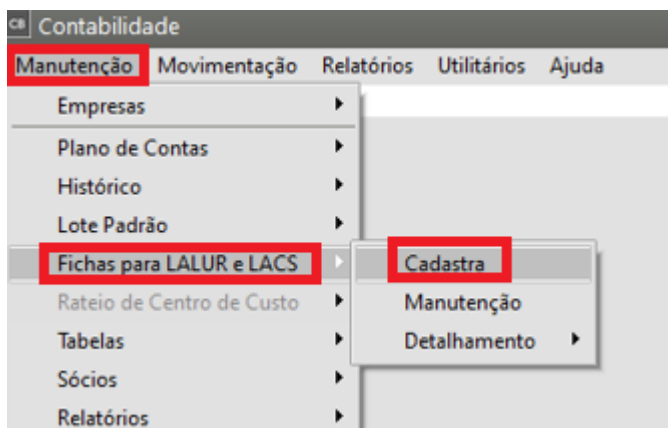 CB Contabilidade
Manutenção Movimentação Relatórios Utilitários Ajuda
Empresas
Plano de Contas
Histórico
Lote Padrão
Fichas para LALUR e LACS
Cadastra
Rateio de Centro de Custo
Manutenção
Tabelas
Detalhamento
Sócios
Relatórios